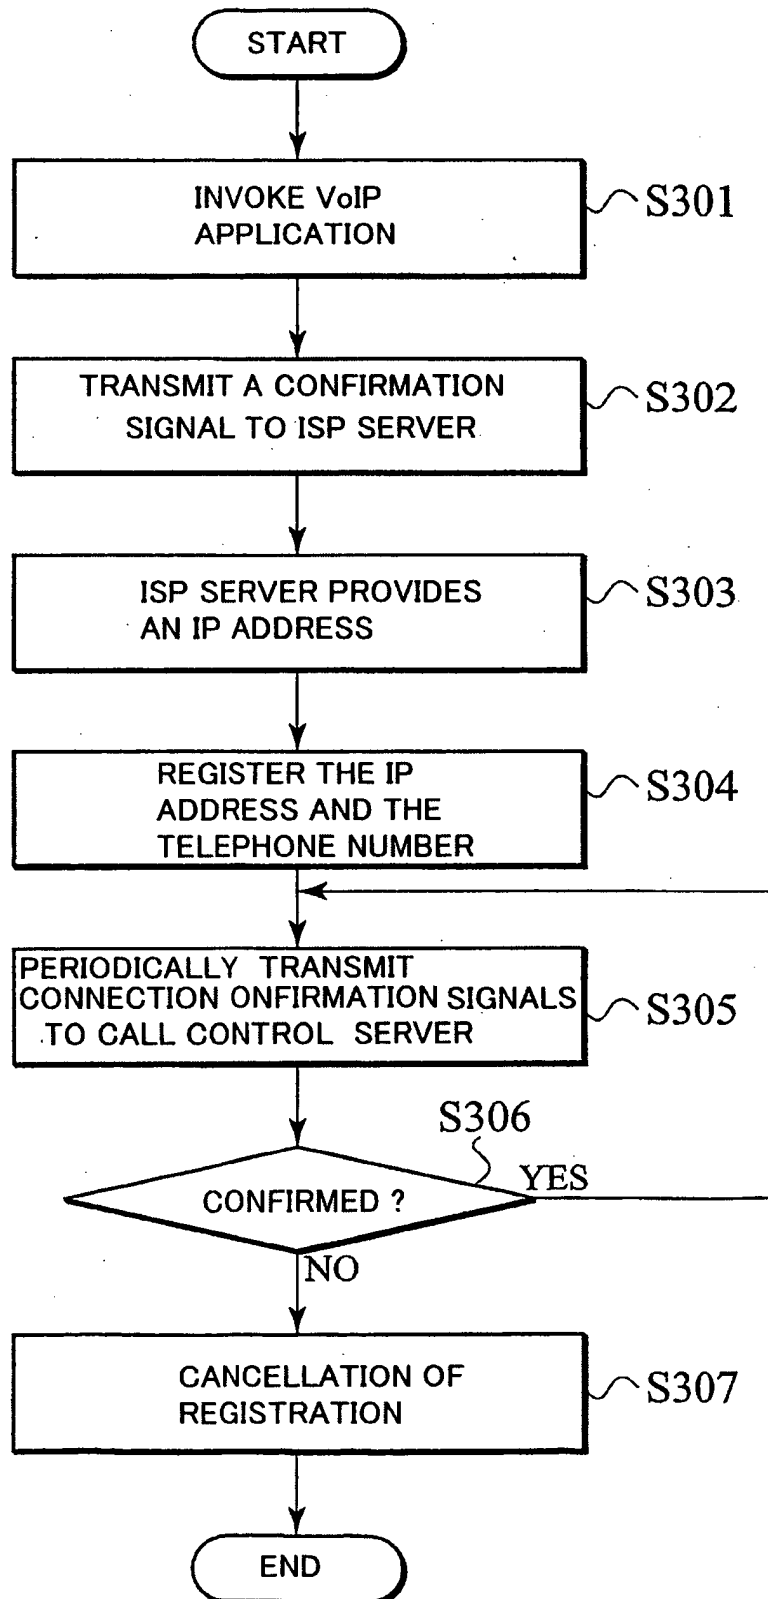 START
INVOKE VoIP
APPLICATION
S301
TRANSMIT A CONFIRMATION
SIGNAL TO ISP SERVER
S302
ISP SERVER PROVIDES
AN IP ADDRESS
S303
REGISTER THE IP
ADDRESS AND THE
TELEPHONE NUMBER
S304
PERIODICALLY TRANSMIT
CONNECTION ONFIRMATION SIGNALS
TO CALL CONTROL SERVER
S305
S306
CONFIRMED ?
YES
NO
CANCELLATION OF
REGISTRATION
S307
END